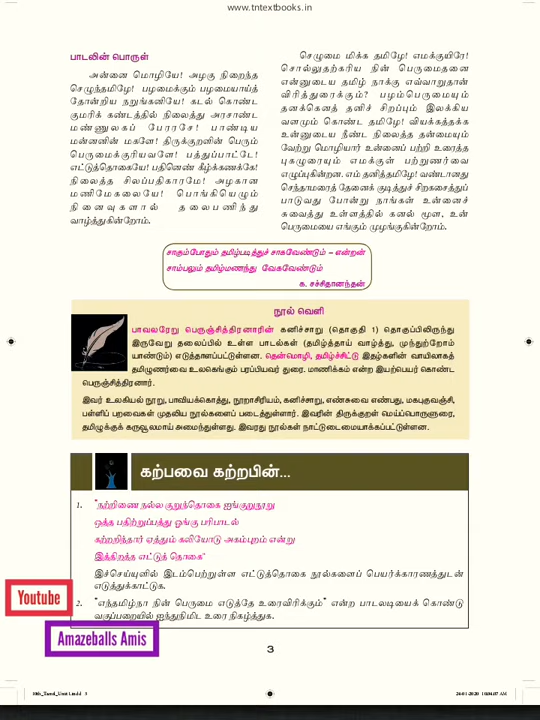 www.tntextbooks.in
பாடலின் பொருள்
அன்னை மொழியே! அழகு நிறைந்த
செழுந்தமிழே! பழமைக்கும் பழமையாய்த்
தோன்றிய நறுங்கனியே! கடல் கொண்ட
குமரிக் கண்டத்தில் நிலைத்து அரசாண்ட
மண்ணுலகப் பேரரசே! பாண்டிய
மன்னனின் மகளே! திருக்குறளின் பெரும்
பெருமைக்குரியவளே! பத்துப்பாட்டே!
எட்டுத்தொகையே! பதினெண் கீழ்க்கணக்கே!
நிலைத்த சிலப்பதிகாரமே! அழகான
மணிமேகலையே! பொங்கியெழும்
நினைவுகளால் தலைபணிந்து
வாழ்த்துகின்றோம்.
செழுமை மிக்க தமிழே! எமக்குயிரே!
சொல்லுதற்கரிய நின் பெருமைதனை
என்னுடைய தமிழ் நாக்கு எவ்வாறுதான்
விரித்துரைக்கும்? பழம்பெருமையும்
தனக்கெனத் தனிச் சிறப்பும் இலக்கிய
வளமும் கொண்ட தமிழே! வியக்கத்தக்க
உன்னுடைய நீண்ட நிலைத்த தன்மையும்
வேற்று மொழியார் உன்னைப் பற்றி உரைத்த
புகழுரையும் எமக்குள் பற்றுணர்வை
எழுப்புகின்றன. எம் தனித்தமிழே! வண்டானது
செந்தாமரைத் தேனைக் குடித்துச் சிறகசைத்துப்
பாடுவது போன்று நாங்கள் உன்னைச்
சுவைத்து உள்ளத்தில் கனல் மூள, உன்
பெருமையை எங்கும் முழங்குகின்றோம்.
சாகும்போதும் தமிழ்படித்துச் சாகவேண்டும் – என்றன்
சாம்பலும் தமிழ்மணந்து வேகவேண்டும்
க. சச்சிதானந்தன்
நூல் வெளி
பாவலரேறு பெருஞ்சித்திரனாரின் கனிச்சாறு (தொகுதி 1) தொகுப்பிலிருந்து
இருவேறு தலைப்பில் உள்ள பாடல்கள் (தமிழ்த்தாய் வாழ்த்து, முந்துற்றோம்
யாண்டும்) எடுத்தாளப்பட்டுள்ளன. தென்மொழி, தமிழ்ச்சிட்டு இதழ்களின் வாயிலாகத்
தமிழுணர்வை உலகெங்கும் பரப்பியவர் துரை. மாணிக்கம் என்ற இயற்பெயர் கொண்ட
பெருஞ்சித்திரனார்.
இவர் உலகியல் நூறு, பாவியக்கொத்து, நூறாசிரியம், கனிச்சாறு, எண்சுவை எண்பது, மகபுகுவஞ்சி,
பள்ளிப் பறவைகள் முதலிய நூல்களைப் படைத்துள்ளார். இவரின் திருக்குறள் மெய்ப்பொருளுரை,
தமிழுக்குக் கருவூலமாய் அமைந்துள்ளது. இவரது நூல்கள் நாட்டுடைமையாக்கப்பட்டுள்ளன.
கற்பவை கற்றபின்...
1. "நற்றிணை நல்ல குறுந்தொகை ஐங்குறுநூறு
ஒத்த பதிற்றுப்பத்து ஓங்கு பரிபாடல்
கற்றறிந்தார் ஏத்தும் கலியோடு அகம்புறம் என்று
இத்திறத்த எட்டுத் தொகை"
இச்செய்யுளில் இடம்பெற்றுள்ள எட்டுத்தொகை நூல்களைப் பெயர்க்காரணத்துடன்
எடுத்துக்காட்டுக.
2. "எந்தமிழ்நா நின் பெருமை எடுத்தே உரைவிரிக்கும்" என்ற பாடலடியைக் கொண்டு
வகுப்பறையில் ஐந்துநிமிட உரை நிகழ்த்துக.
Youtube
Amazeballs Amis
3
10th_Tamil_Unit 1.indd 3